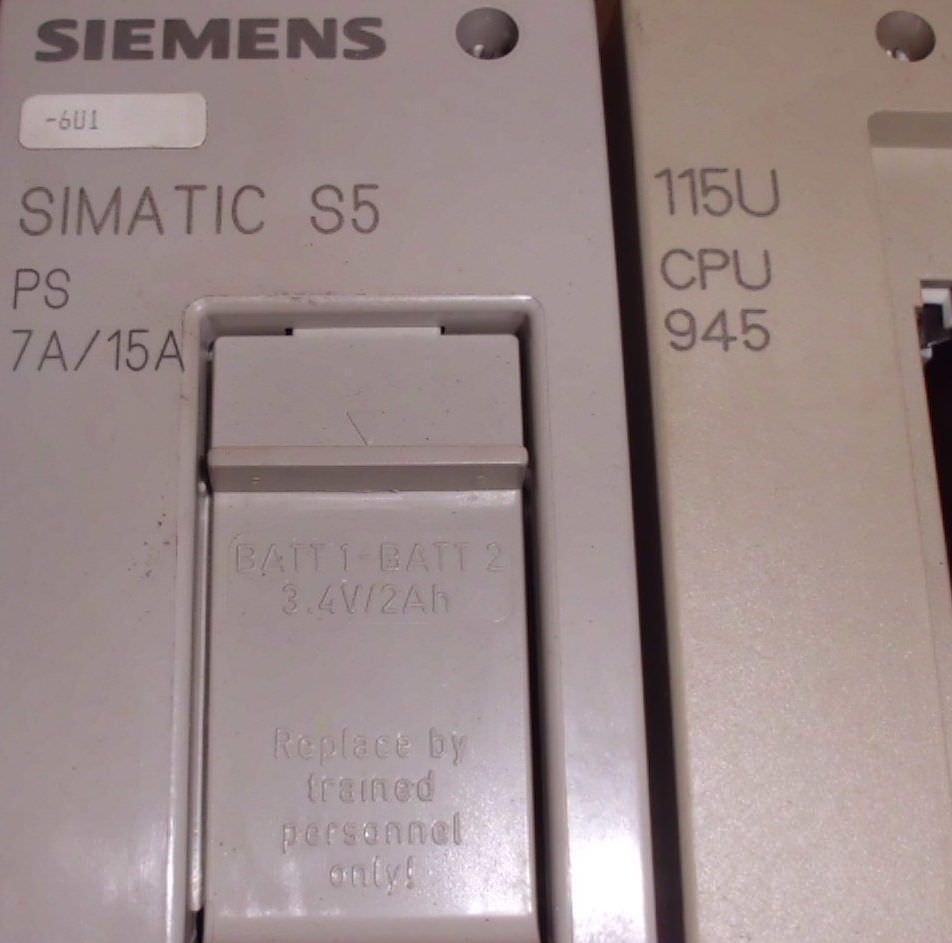 SIEMENS
-6U1
SIMATIC S5
PS
7A/15A
BATT 1-BATT 2
3.4V/2Ah
Replace by
trained
personnel
only!
115U
CPU
945